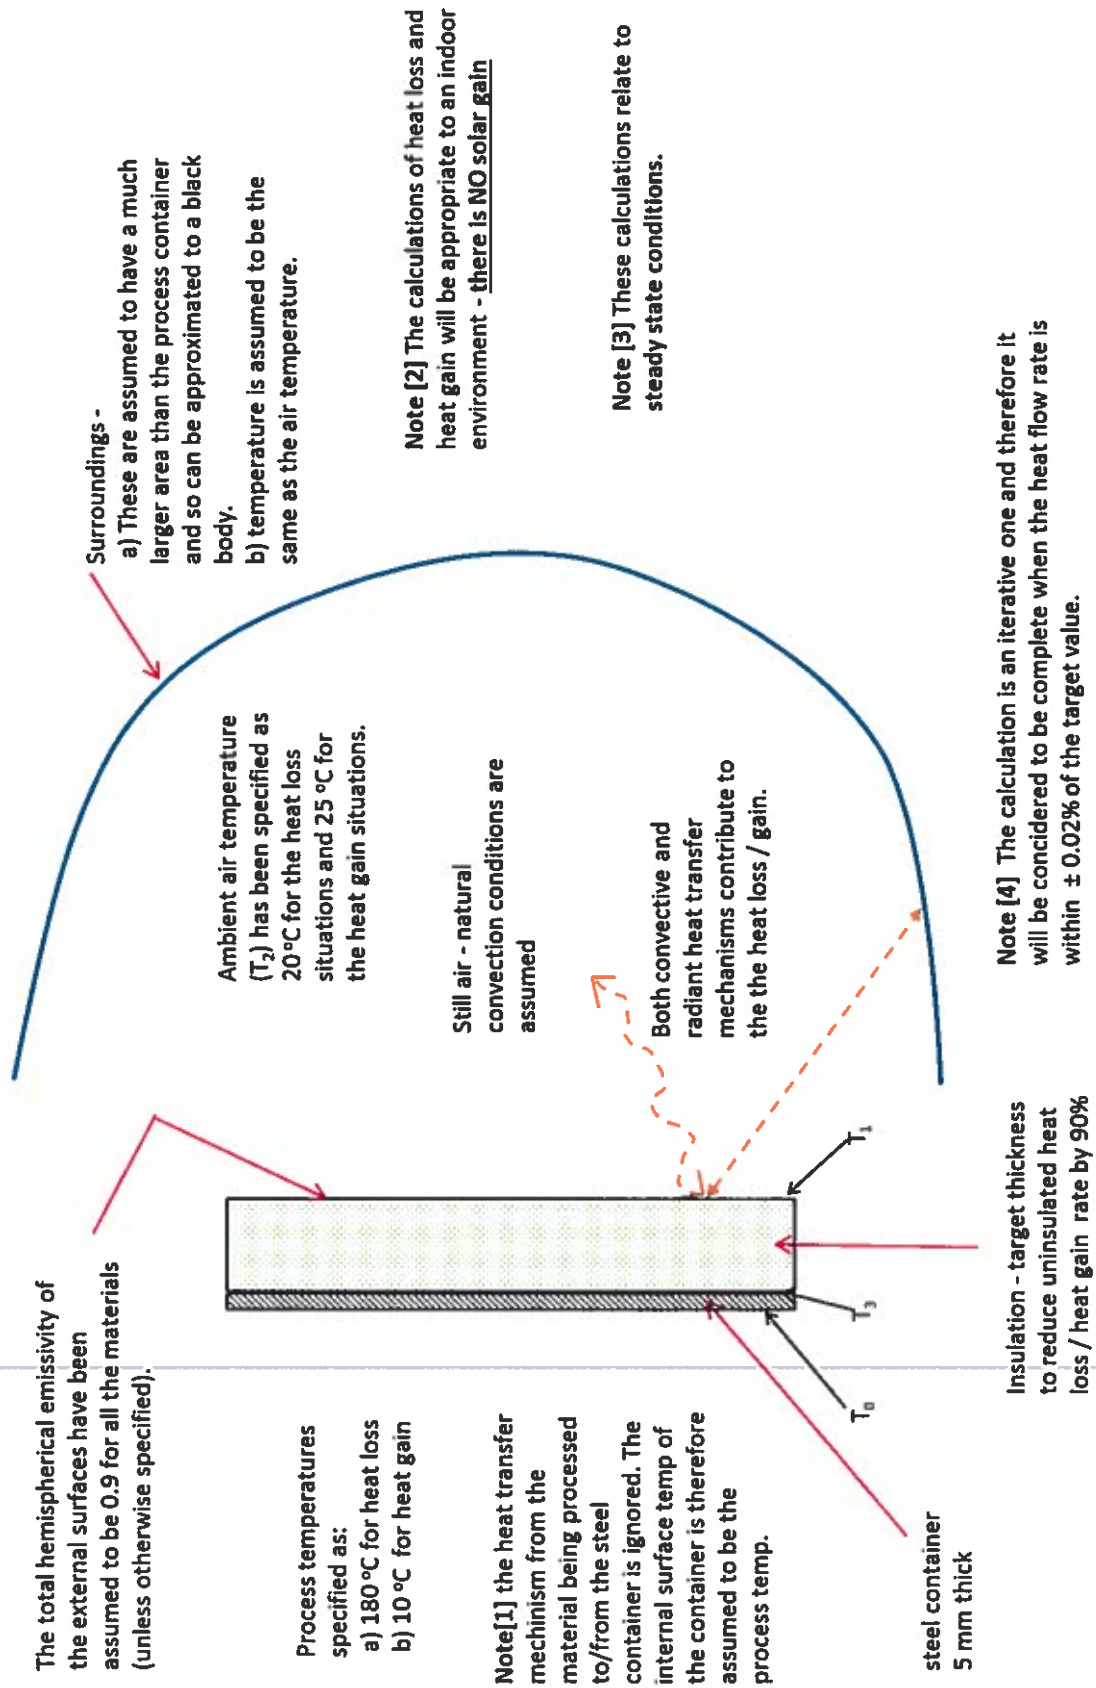 The total hemispherical emissivity of
the external surfaces have been
assumed to be 0.9 for all the materials
(unless otherwise specified).
Process temperatures
specified as:
a) 180 °C for heat loss
b) 10 °C for heat gain
Note[1] the heat transfer
mechinism from the
material being processed
to/from the steel
container is ignored. The
internal surface temp of
the container is therefore
assumed to be the
process temp.
steel container
5 mm thick
T₀
T₃
T₁
Insulation - target thickness
to reduce uninsulated heat
loss / heat gain rate by 90%
Ambient air temperature
(T₂) has been specified as
20 °C for the heat loss
situations and 25 °C for
the heat gain situations.
Still air - natural
convection conditions are
assumed
Both convective and
radiant heat transfer
mechanisms contribute to
the the heat loss / gain.
Surroundings -
a) These are assumed to have a much
larger area than the process container
and so can be approximated to a black
body.
b) temperature is assumed to be the
same as the air temperature.
Note [2] The calculations of heat loss and
heat gain will be appropriate to an indoor
environment - there is NO solar gain
Note [3] These calculations relate to
steady state conditions.
Note [4] The calculation is an iterative one and therefore it
will be concidered to be complete when the heat flow rate is
within ± 0.02% of the target value.